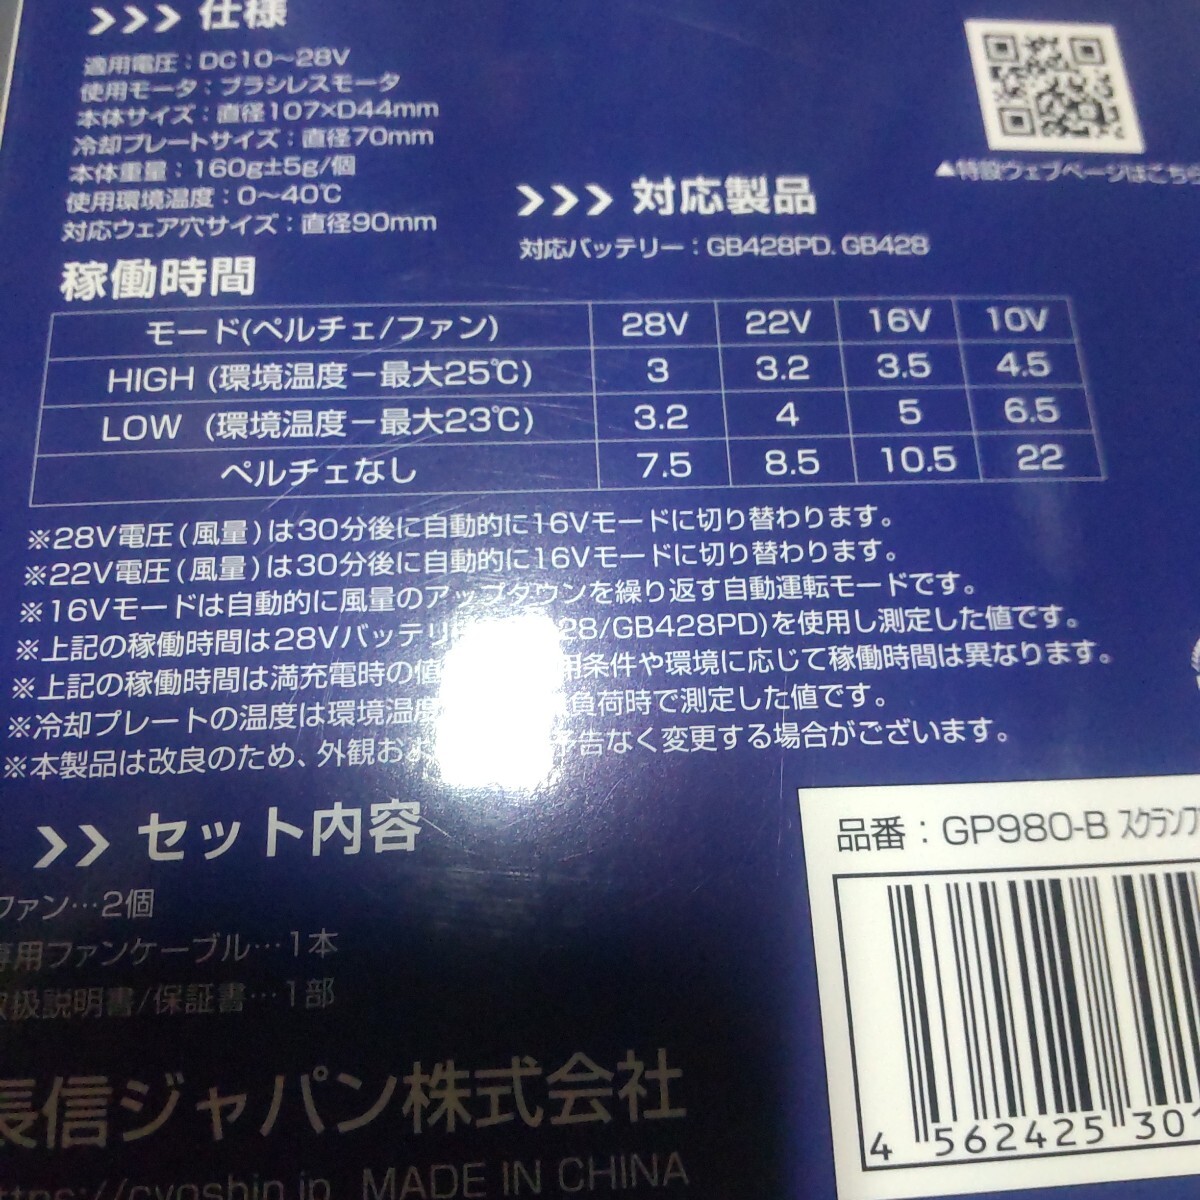 >>> 仕様
適用電圧：DC10～28V
使用モータ：ブラシレスモータ
本体サイズ：直径107×D44mm
冷却プレートサイズ：直径70mm
本体重量：160g±5g/個
使用環境温度：0～40℃
対応ウェア穴サイズ：直径90mm
▲特設ウェブページはこちら
>>> 対応製品
対応バッテリー：GB428PD. GB428
稼働時間
モード(ペルチェ/ファン) 28V 22V 16V 10V
HIGH (環境温度－最大25℃) 3 3.2 3.5 4.5
LOW (環境温度－最大23℃) 3.2 4 5 6.5
ペルチェなし 7.5 8.5 10.5 22
※28V電圧(風量)は30分後に自動的に16Vモードに切り替わります。
※22V電圧(風量)は30分後に自動的に16Vモードに切り替わります。
※16Vモードは自動的に風量のアップダウンを繰り返す自動運転モードです。
※上記の稼働時間は28Vバッテリ 28/GB428PD)を使用し測定した値です。
※上記の稼働時間は満充電時の値 用条件や環境に応じて稼働時間は異なります。
※冷却プレートの温度は環境温度 負荷時で測定した値です。
※本製品は改良のため、外観お 予告なく変更する場合がございます。
>> セット内容
ファン…2個
専用ファンケーブル…1本
取扱説明書/保証書…1部
長信ジャパン株式会社
https://cyoshin.jp MADE IN CHINA
品番：GP980-B スクランブ
4 562425 301